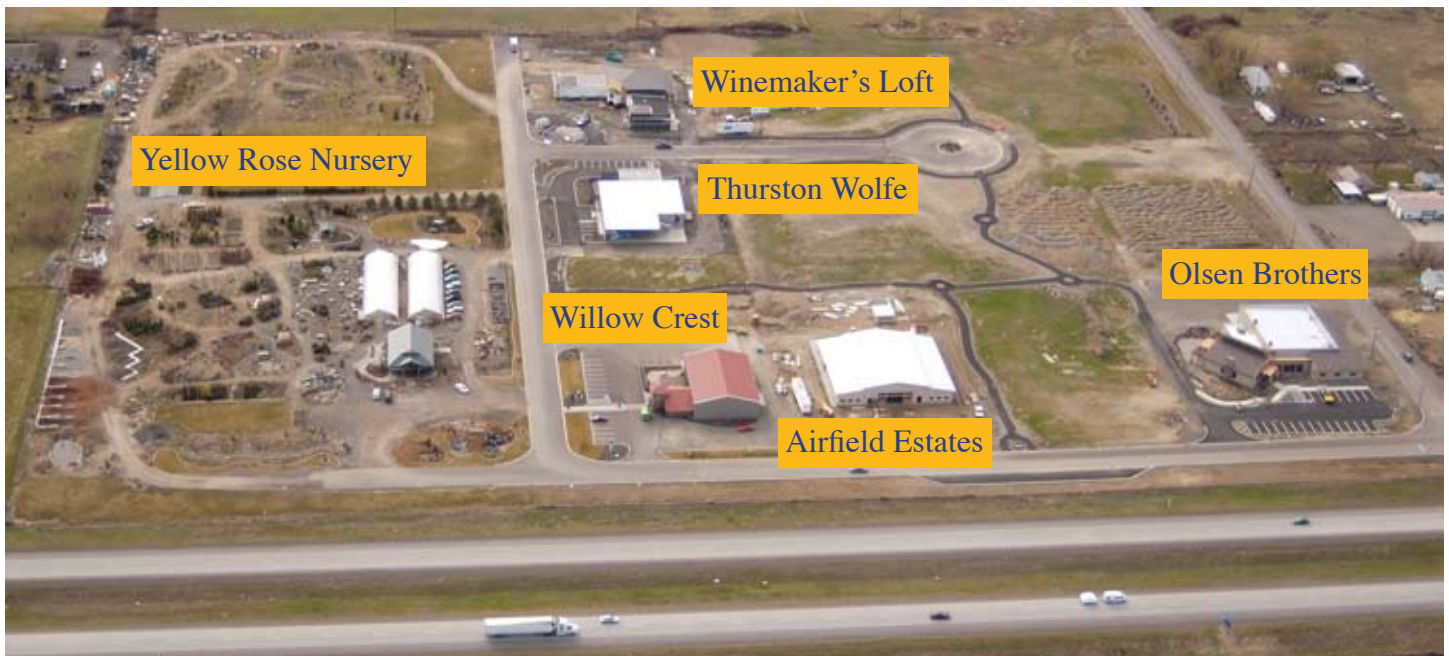 Winemaker’s Loft
Yellow Rose Nursery
Thurston Wolfe
Olsen Brothers
Willow Crest
Airfield Estates